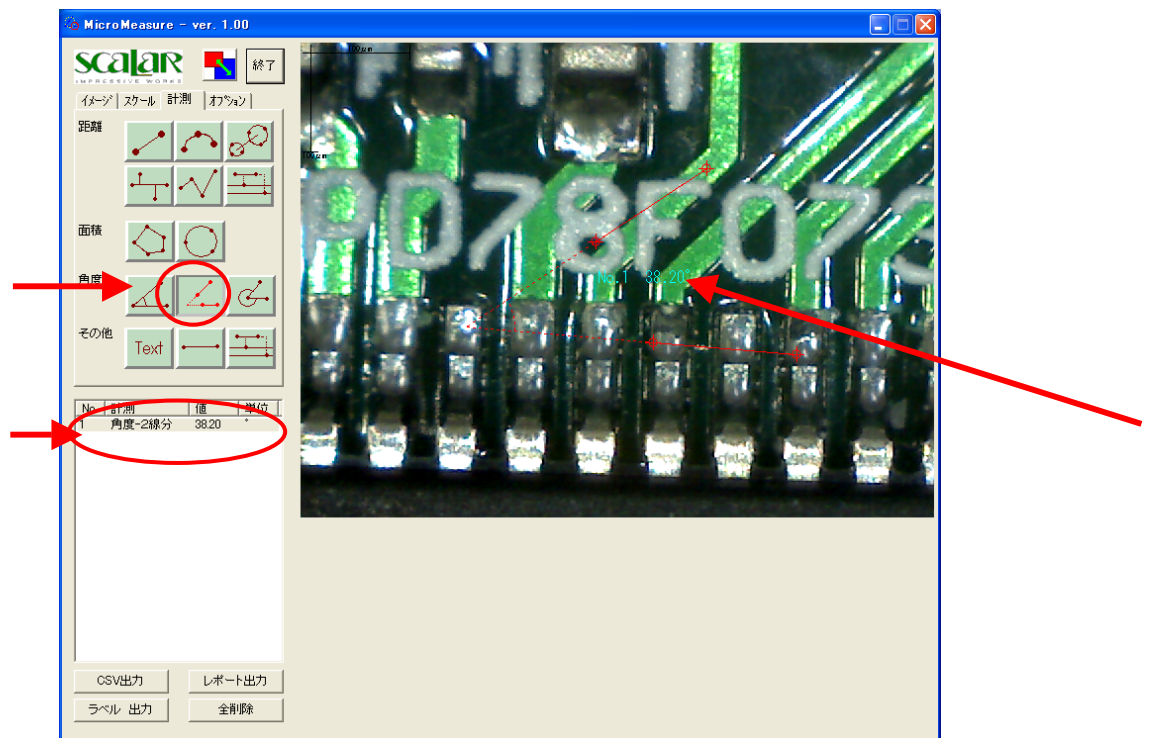 MicroMeasure - ver. 1.00
scalar
IMPRESSIVE WORKS
終了
イメージ スケール 計測 オプション
距離
面積
角度
その他
Text
No 計測 値 単位
1 角度-2線分 38.20 °
CSV出力 レポート出力
ラベル 出力 全削除
100μm
100μm
PD78F073
No.1 38.20°